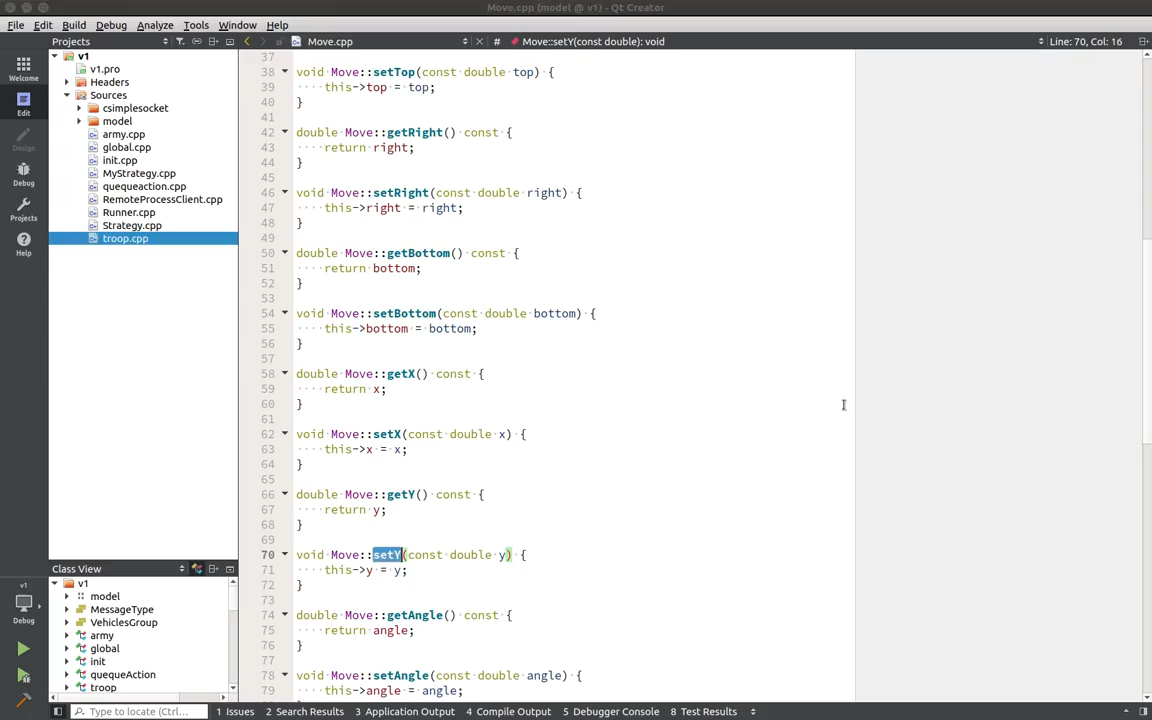 Move.cpp (model @ v1) - Qt Creator
File Edit Build Debug Analyze Tools Window Help
Projects
Move.cpp
# Move::setY(const double): void
Line: 70, Col: 16
Welcome
Edit
Design
Debug
Projects
Help
v1
v1.pro
Headers
Sources
csimplesocket
model
army.cpp
global.cpp
init.cpp
MyStrategy.cpp
quequeaction.cpp
RemoteProcessClient.cpp
Runner.cpp
Strategy.cpp
troop.cpp
37
38 void Move::setTop(const double top) {
39 this->top = top;
40 }
41
42 double Move::getRight() const {
43 return right;
44 }
45
46 void Move::setRight(const double right) {
47 this->right = right;
48 }
49
50 double Move::getBottom() const {
51 return bottom;
52 }
53
54 void Move::setBottom(const double bottom) {
55 this->bottom = bottom;
56 }
57
58 double Move::getX() const {
59 return x;
60 }
61
62 void Move::setX(const double x) {
63 this->x = x;
64 }
65
66 double Move::getY() const {
67 return y;
68 }
69
70 void Move::setY(const double y) {
71 this->y = y;
72 }
73
74 double Move::getAngle() const {
75 return angle;
76 }
77
78 void Move::setAngle(const double angle) {
79 this->angle = angle;
Class View
v1
model
MessageType
VehiclesGroup
army
global
init
quequeAction
troop
v1
Debug
Type to locate (Ctrl...
1 Issues 2 Search Results 3 Application Output 4 Compile Output 5 Debugger Console 8 Test Results